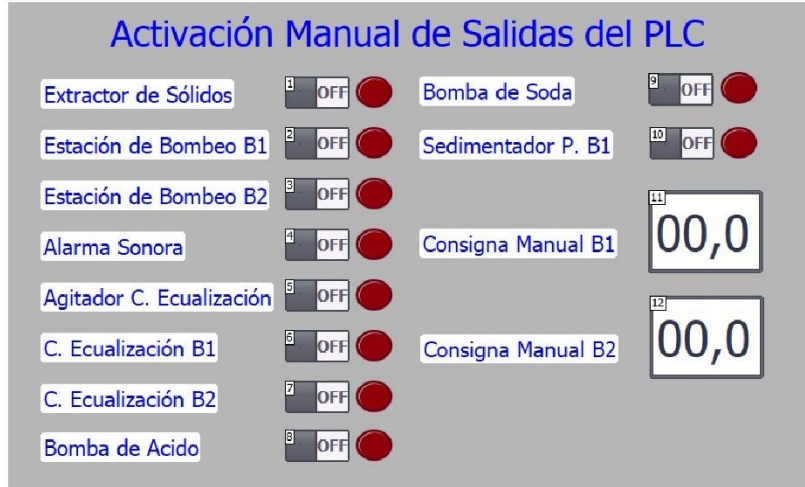 Activación Manual de Salidas del PLC
Extractor de Sólidos 1 OFF
Estación de Bombeo B1 2 OFF
Estación de Bombeo B2 3 OFF
Alarma Sonora 4 OFF
Agitador C. Ecualización 5 OFF
C. Ecualización B1 6 OFF
C. Ecualización B2 7 OFF
Bomba de Acido 8 OFF
Bomba de Soda 9 OFF
Sedimentador P. B1 10 OFF
Consigna Manual B1 11 00,0
Consigna Manual B2 12 00,0